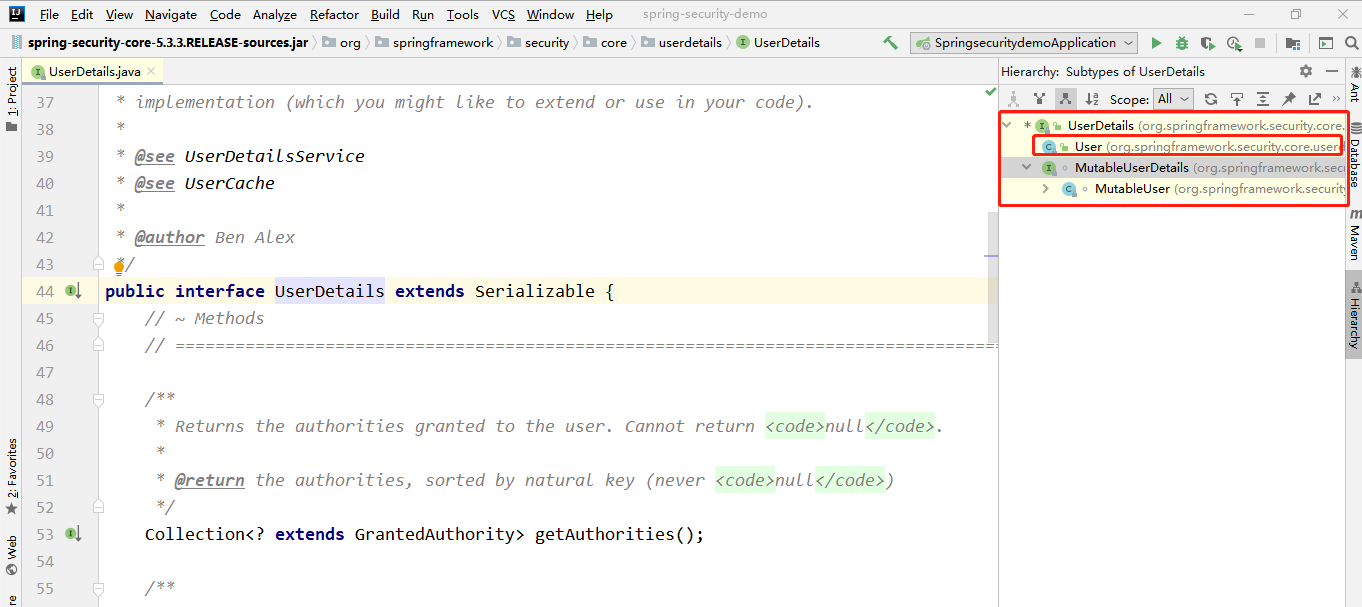 File Edit View Navigate Code Analyze Refactor Build Run Tools VCS Window Help spring-security-demo
spring-security-core-5.3.3.RELEASE-sources.jar org springframework security core userdetails UserDetails SpringsecuritydemoApplication
1: Project
UserDetails.java
37 * implementation (which you might like to extend or use in your code).
38 *
39 * @see UserDetailsService
40 * @see UserCache
41 *
42 * @author Ben Alex
43 */
44 public interface UserDetails extends Serializable {
45 // ~ Methods
46 // ===================================================================================
47
48 /**
49 * Returns the authorities granted to the user. Cannot return <code>null</code>.
50 *
51 * @return the authorities, sorted by natural key (never <code>null</code>)
52 */
53 Collection<? extends GrantedAuthority> getAuthorities();
54
55 /**
2: Favorites
Web
re
Hierarchy: Subtypes of UserDetails
Scope: All »
* UserDetails (org.springframework.security.core.
User (org.springframework.security.core.userd
MutableUserDetails (org.springframework.sec
MutableUser (org.springframework.security
Ant
Database
Maven
Hierarchy